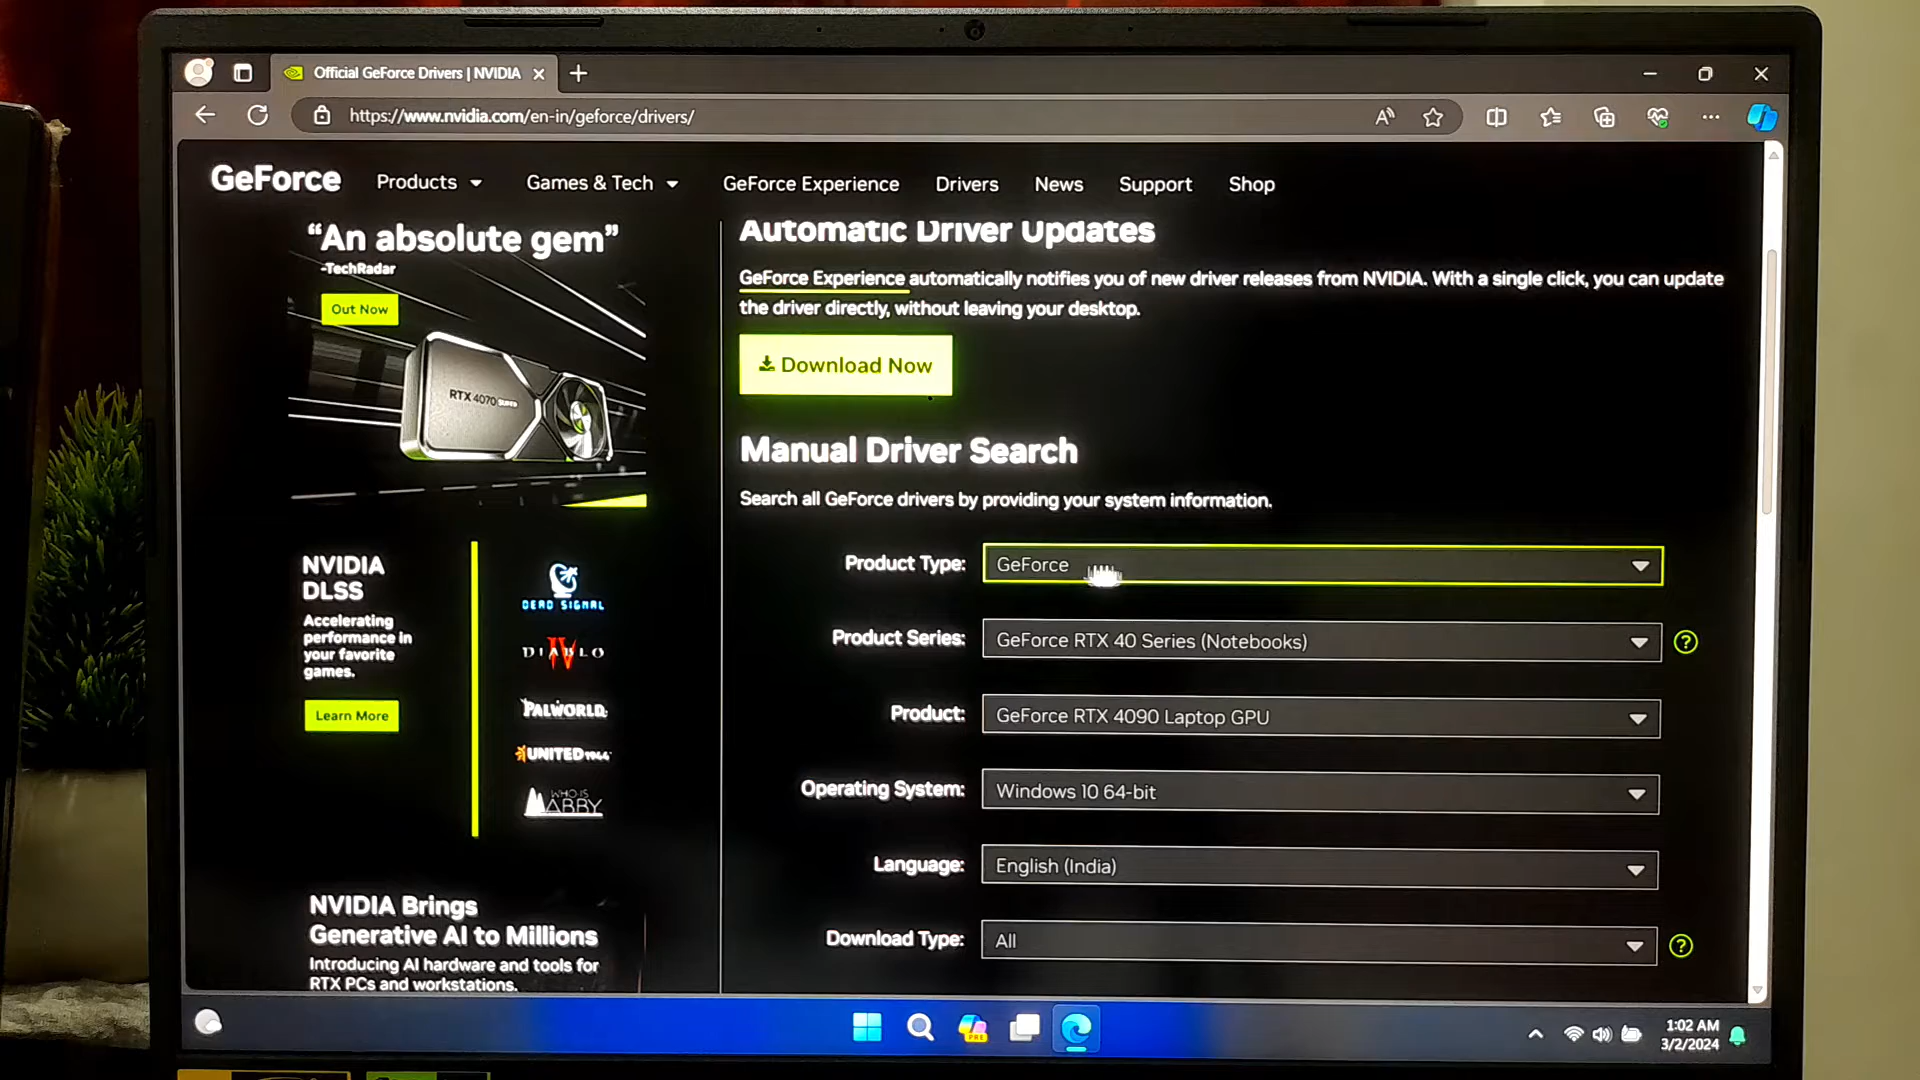 Official GeForce Drivers | NVIDIA
https://www.nvidia.com/en-in/geforce/drivers/
GeForce
Products
Games & Tech
GeForce Experience
Drivers
News
Support
Shop
“An absolute gem”
-TechRadar
Out Now
RTX 4070 SUPER
NVIDIA
DLSS
Accelerating
performance in
your favorite
games.
Learn More
DEAD SIGNAL
DIABLO
IV
PALWORLD
UNITED 1944
WHO IS
ABBY
NVIDIA Brings
Generative AI to Millions
Introducing AI hardware and tools for
RTX PCs and workstations.
Automatic Driver Updates
GeForce Experience automatically notifies you of new driver releases from NVIDIA. With a single click, you can update
the driver directly, without leaving your desktop.
Download Now
Manual Driver Search
Search all GeForce drivers by providing your system information.
Product Type: GeForce
Product Series: GeForce RTX 40 Series (Notebooks) ?
Product: GeForce RTX 4090 Laptop GPU
Operating System: Windows 10 64-bit
Language: English (India)
Download Type: All ?
PRE
1:02 AM
3/2/2024